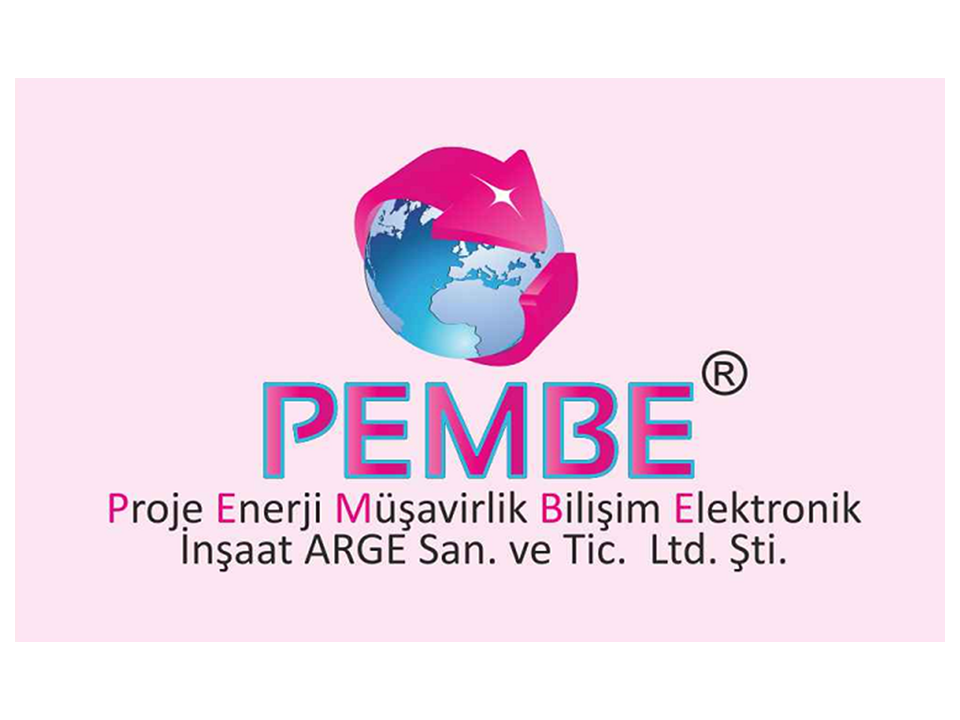 PEMBE®
Proje Enerji Müşavirlik Bilişim Elektronik
İnşaat ARGE San. ve Tic. Ltd. Şti.